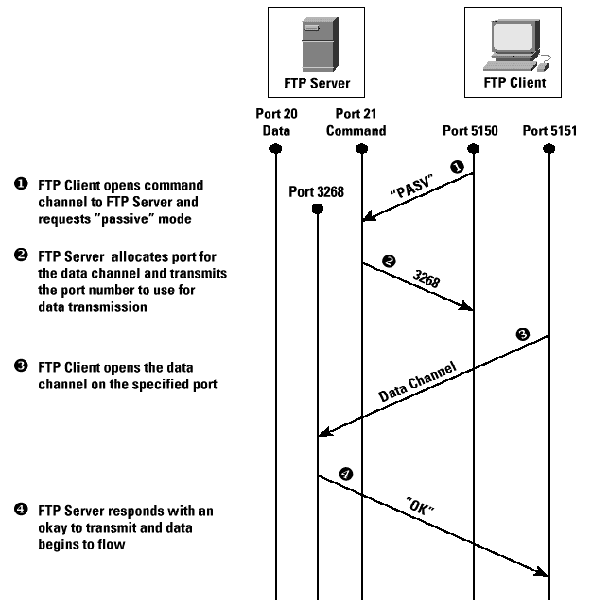 FTP Server
FTP Client
Port 20
Data
Port 21
Command
Port 5150
Port 5151
❶ FTP Client opens command
channel to FTP Server and
requests "passive" mode
Port 3268
❶
"PASV"
❷ FTP Server allocates port for
the data channel and transmits
the port number to use for
data transmission
❷
3268
❸ FTP Client opens the data
channel on the specified port
❸
Data Channel
❹ FTP Server responds with an
okay to transmit and data
begins to flow
❹
"OK"